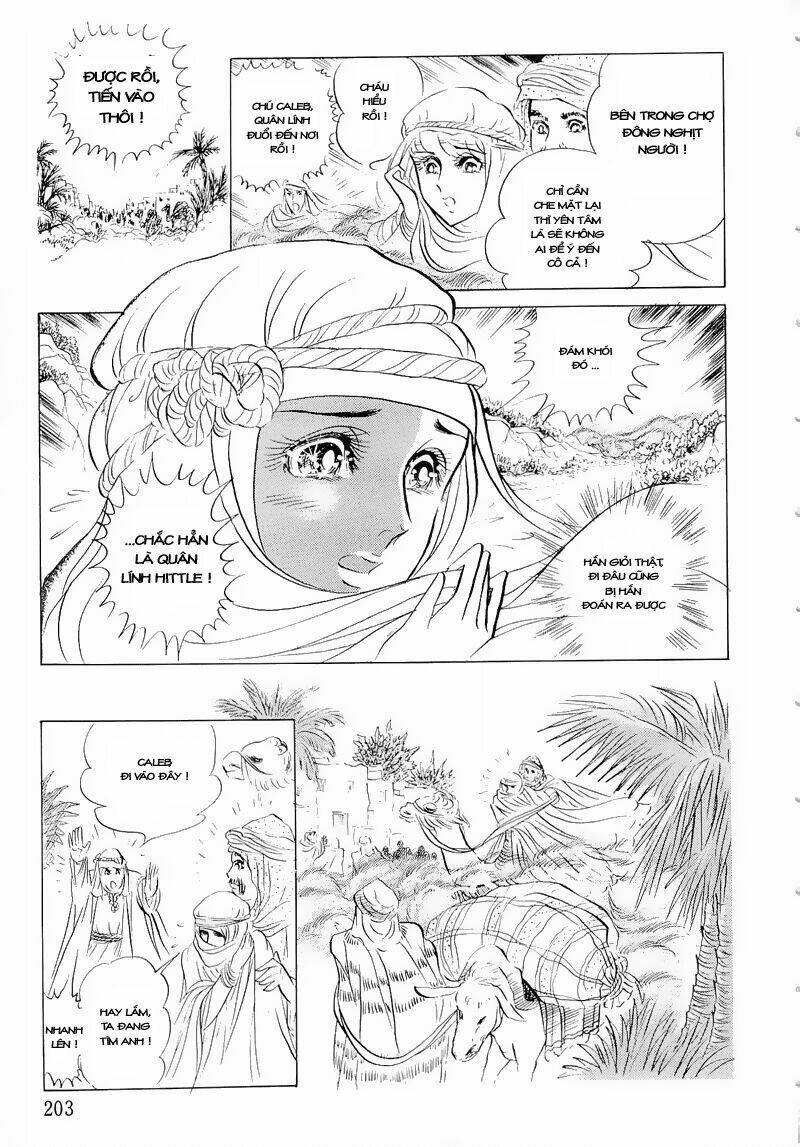 BÊN TRONG CHỢ
ĐÔNG NGHỊT
NGƯỜI !
CHỈ CẦN
CHE MẶT LẠI
THÌ YÊN TÂM
LÁ SẼ KHÔNG
AI ĐỂ Ý ĐẾN
CÔ CẢ !
CHÁU
HIỂU
RỒI !
CHÚ CALEB,
QUÂN LÍNH
ĐUỔI ĐẾN NƠI
RỒI !
ĐƯỢC RỒI,
TIẾN VÀO
THÔI !
ĐÁM KHÓI
ĐÓ ...
...CHẮC HẲN
LÀ QUÂN
LÍNH HITTLE !
HẮN GIỎI THẬT,
ĐI ĐÂU CŨNG
BỊ HẮN
ĐOÁN RA ĐƯỢC
CALEB,
ĐI VÁO ĐÂY !
HAY LẮM,
TA ĐANG
TÌM ANH !
NHANH
LÊN !
203